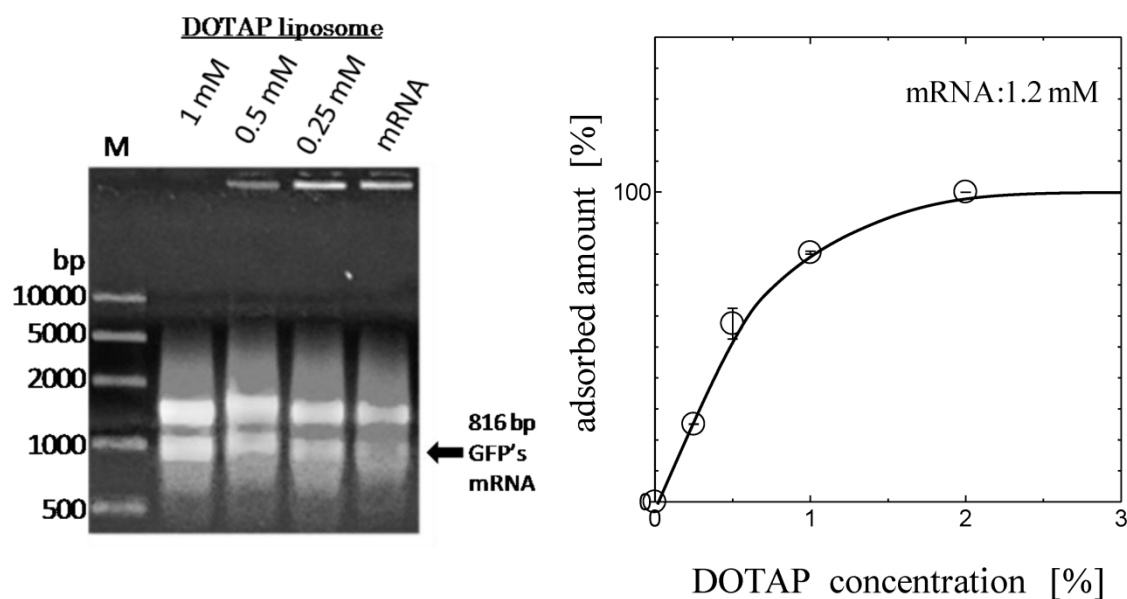 DOTAP liposome
1 mM
0.5 mM
0.25 mM
mRNA
M
bp
10000
5000
2000
1000
500
816 bp
GFP's
mRNA
adsorbed amount [%]
mRNA:1.2 mM
100
0
0
1
2
3
DOTAP concentration [%]